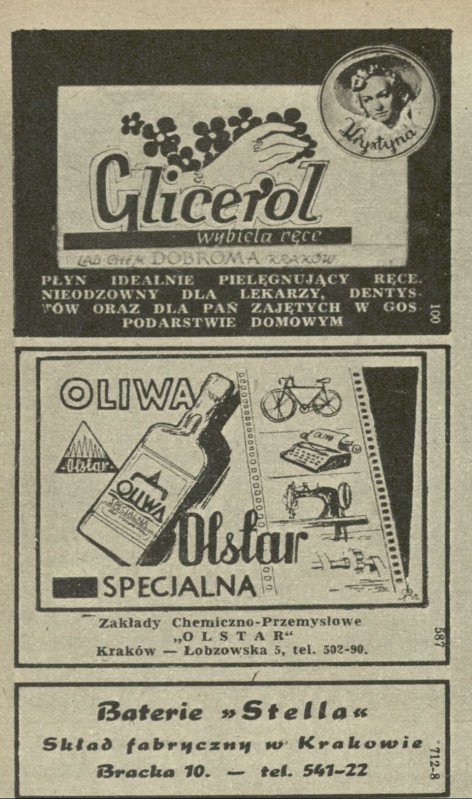 Krystyna
Glicerol
wybiela ręce
LAB. CHEM. DOBROMA KRAKÓW
PŁYN IDEALNIE PIELĘGNUJĄCY RĘCE.
NIEODZOWNY DLA LEKARZY, DENTYS-
TÓW ORAZ DLA PAŃ ZAJĘTYCH W GOS
PODARSTWIE DOMOWYM
100
OLIWA
Olstar
OLIWA
SPECJALNA
OLIWA
Olstar
SPECJALNA
Zakłady Chemiczno-Przemysłowe
„OLSTAR“
Kraków — Łobzowska 5, tel. 502-90.
587
Baterie »Stella«
Skład fabryczny w Krakowie
Bracka 10. — tel. 541-22
712-8